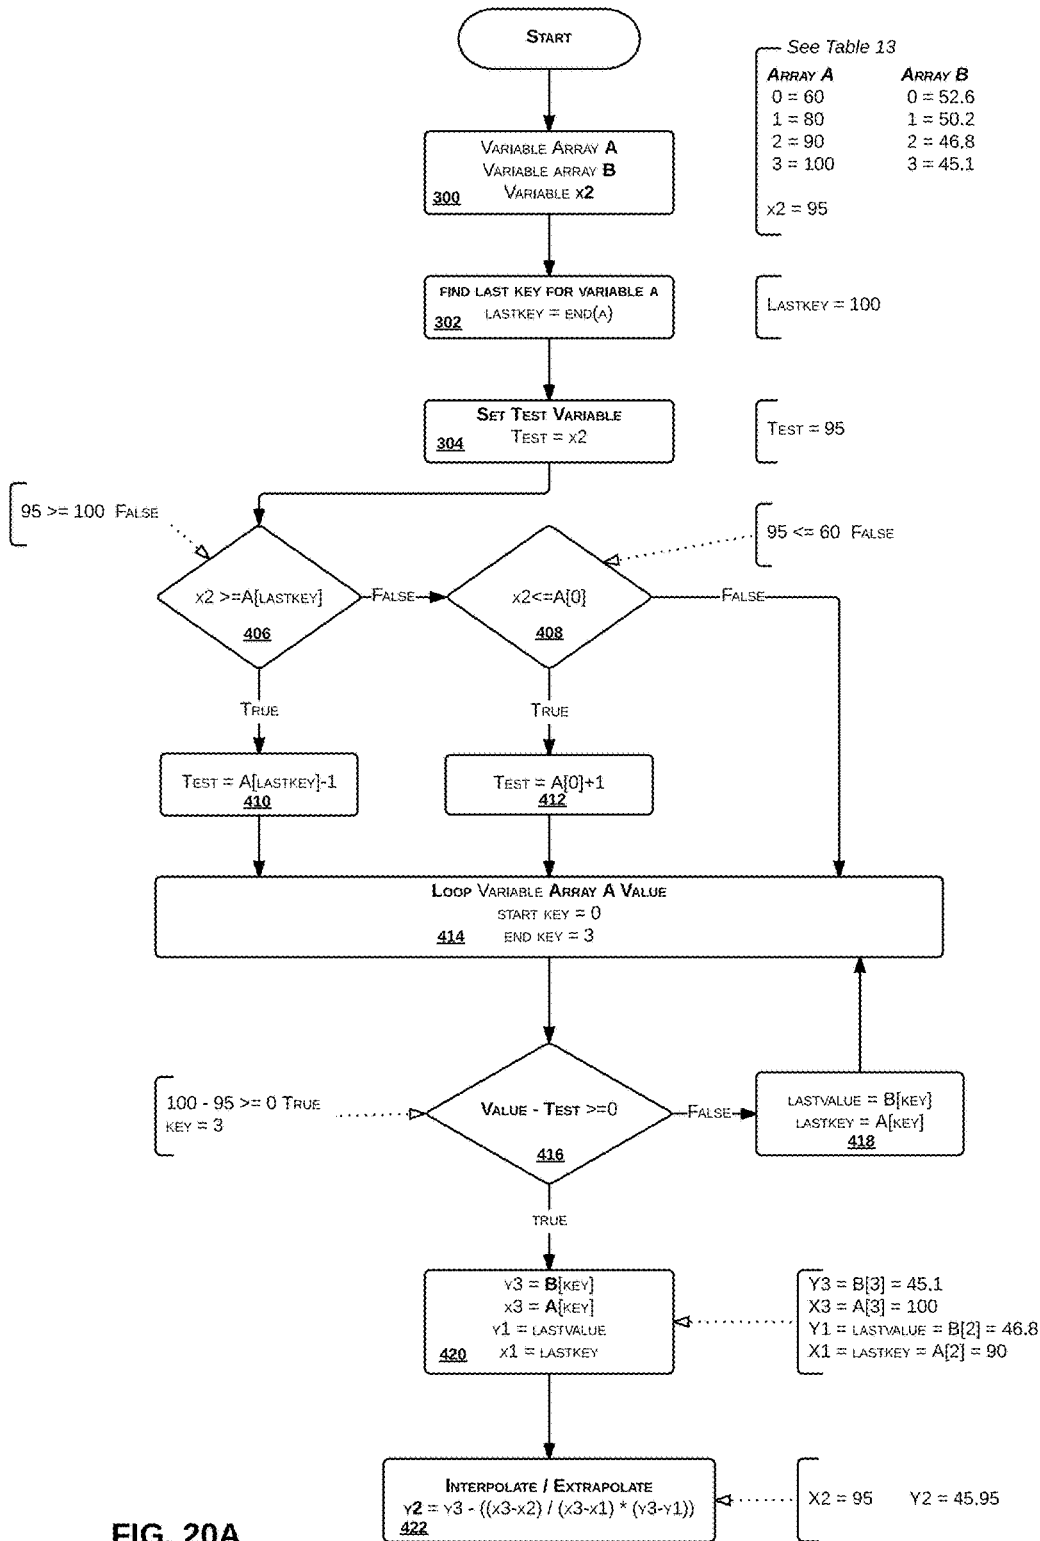 START
See Table 13
ARRAY A ARRAY B
0 = 60 0 = 52.6
1 = 80 1 = 50.2
2 = 90 2 = 46.8
3 = 100 3 = 45.1
x2 = 95
VARIABLE ARRAY A
VARIABLE ARRAY B
VARIABLE x2
300
FIND LAST KEY FOR VARIABLE A
LASTKEY = END(A)
302
LASTKEY = 100
SET TEST VARIABLE
TEST = x2
304
TEST = 95
95 >= 100 FALSE
95 <= 60 FALSE
x2 >=A[LASTKEY]
406
FALSE
x2<=A[0]
408
FALSE
TRUE
TRUE
TEST = A[LASTKEY]-1
410
TEST = A[0]+1
412
LOOP VARIABLE ARRAY A VALUE
START KEY = 0
END KEY = 3
414
100 - 95 >= 0 TRUE
KEY = 3
VALUE - TEST >=0
416
FALSE
LASTVALUE = B[KEY]
LASTKEY = A[KEY]
418
TRUE
Y3 = B[KEY]
X3 = A[KEY]
Y1 = LASTVALUE
X1 = LASTKEY
420
Y3 = B[3] = 45.1
X3 = A[3] = 100
Y1 = LASTVALUE = B[2] = 46.8
X1 = LASTKEY = A[2] = 90
INTERPOLATE / EXTRAPOLATE
Y2 = Y3 - ((X3-X2) / (X3-X1) * (Y3-Y1))
422
X2 = 95 Y2 = 45.95
FIG. 20A